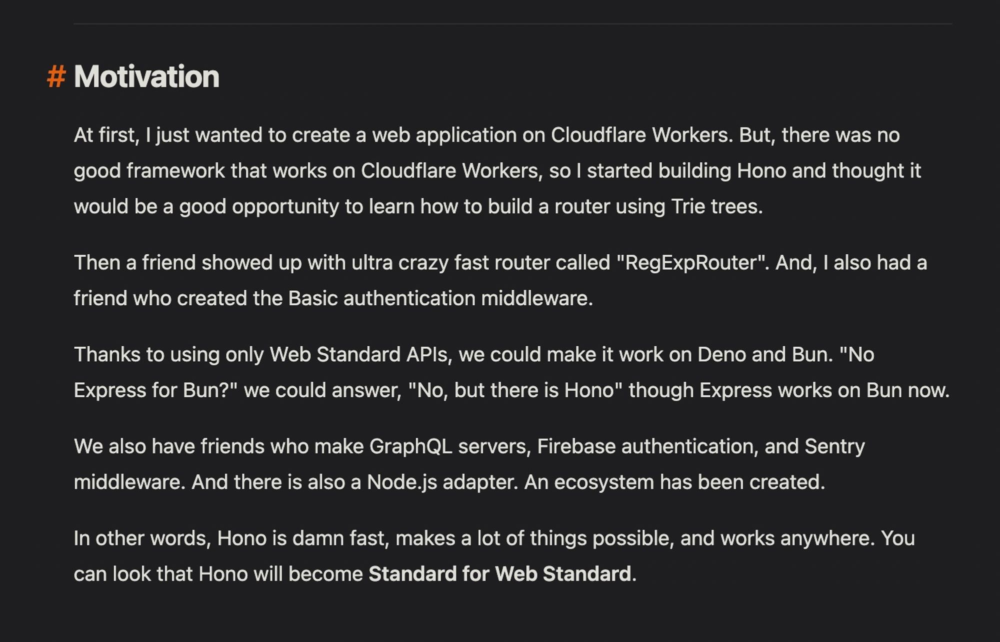 # Motivation
At first, I just wanted to create a web application on Cloudflare Workers. But, there was no
good framework that works on Cloudflare Workers, so I started building Hono and thought it
would be a good opportunity to learn how to build a router using Trie trees.
Then a friend showed up with ultra crazy fast router called "RegExpRouter". And, I also had a
friend who created the Basic authentication middleware.
Thanks to using only Web Standard APIs, we could make it work on Deno and Bun. "No
Express for Bun?" we could answer, "No, but there is Hono" though Express works on Bun now.
We also have friends who make GraphQL servers, Firebase authentication, and Sentry
middleware. And there is also a Node.js adapter. An ecosystem has been created.
In other words, Hono is damn fast, makes a lot of things possible, and works anywhere. You
can look that Hono will become Standard for Web Standard.